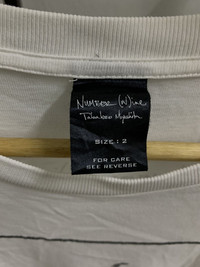 NUMBER (N)ine
Takahiro Miyashita
SIZE : 2
FOR CARE
SEE REVERSE